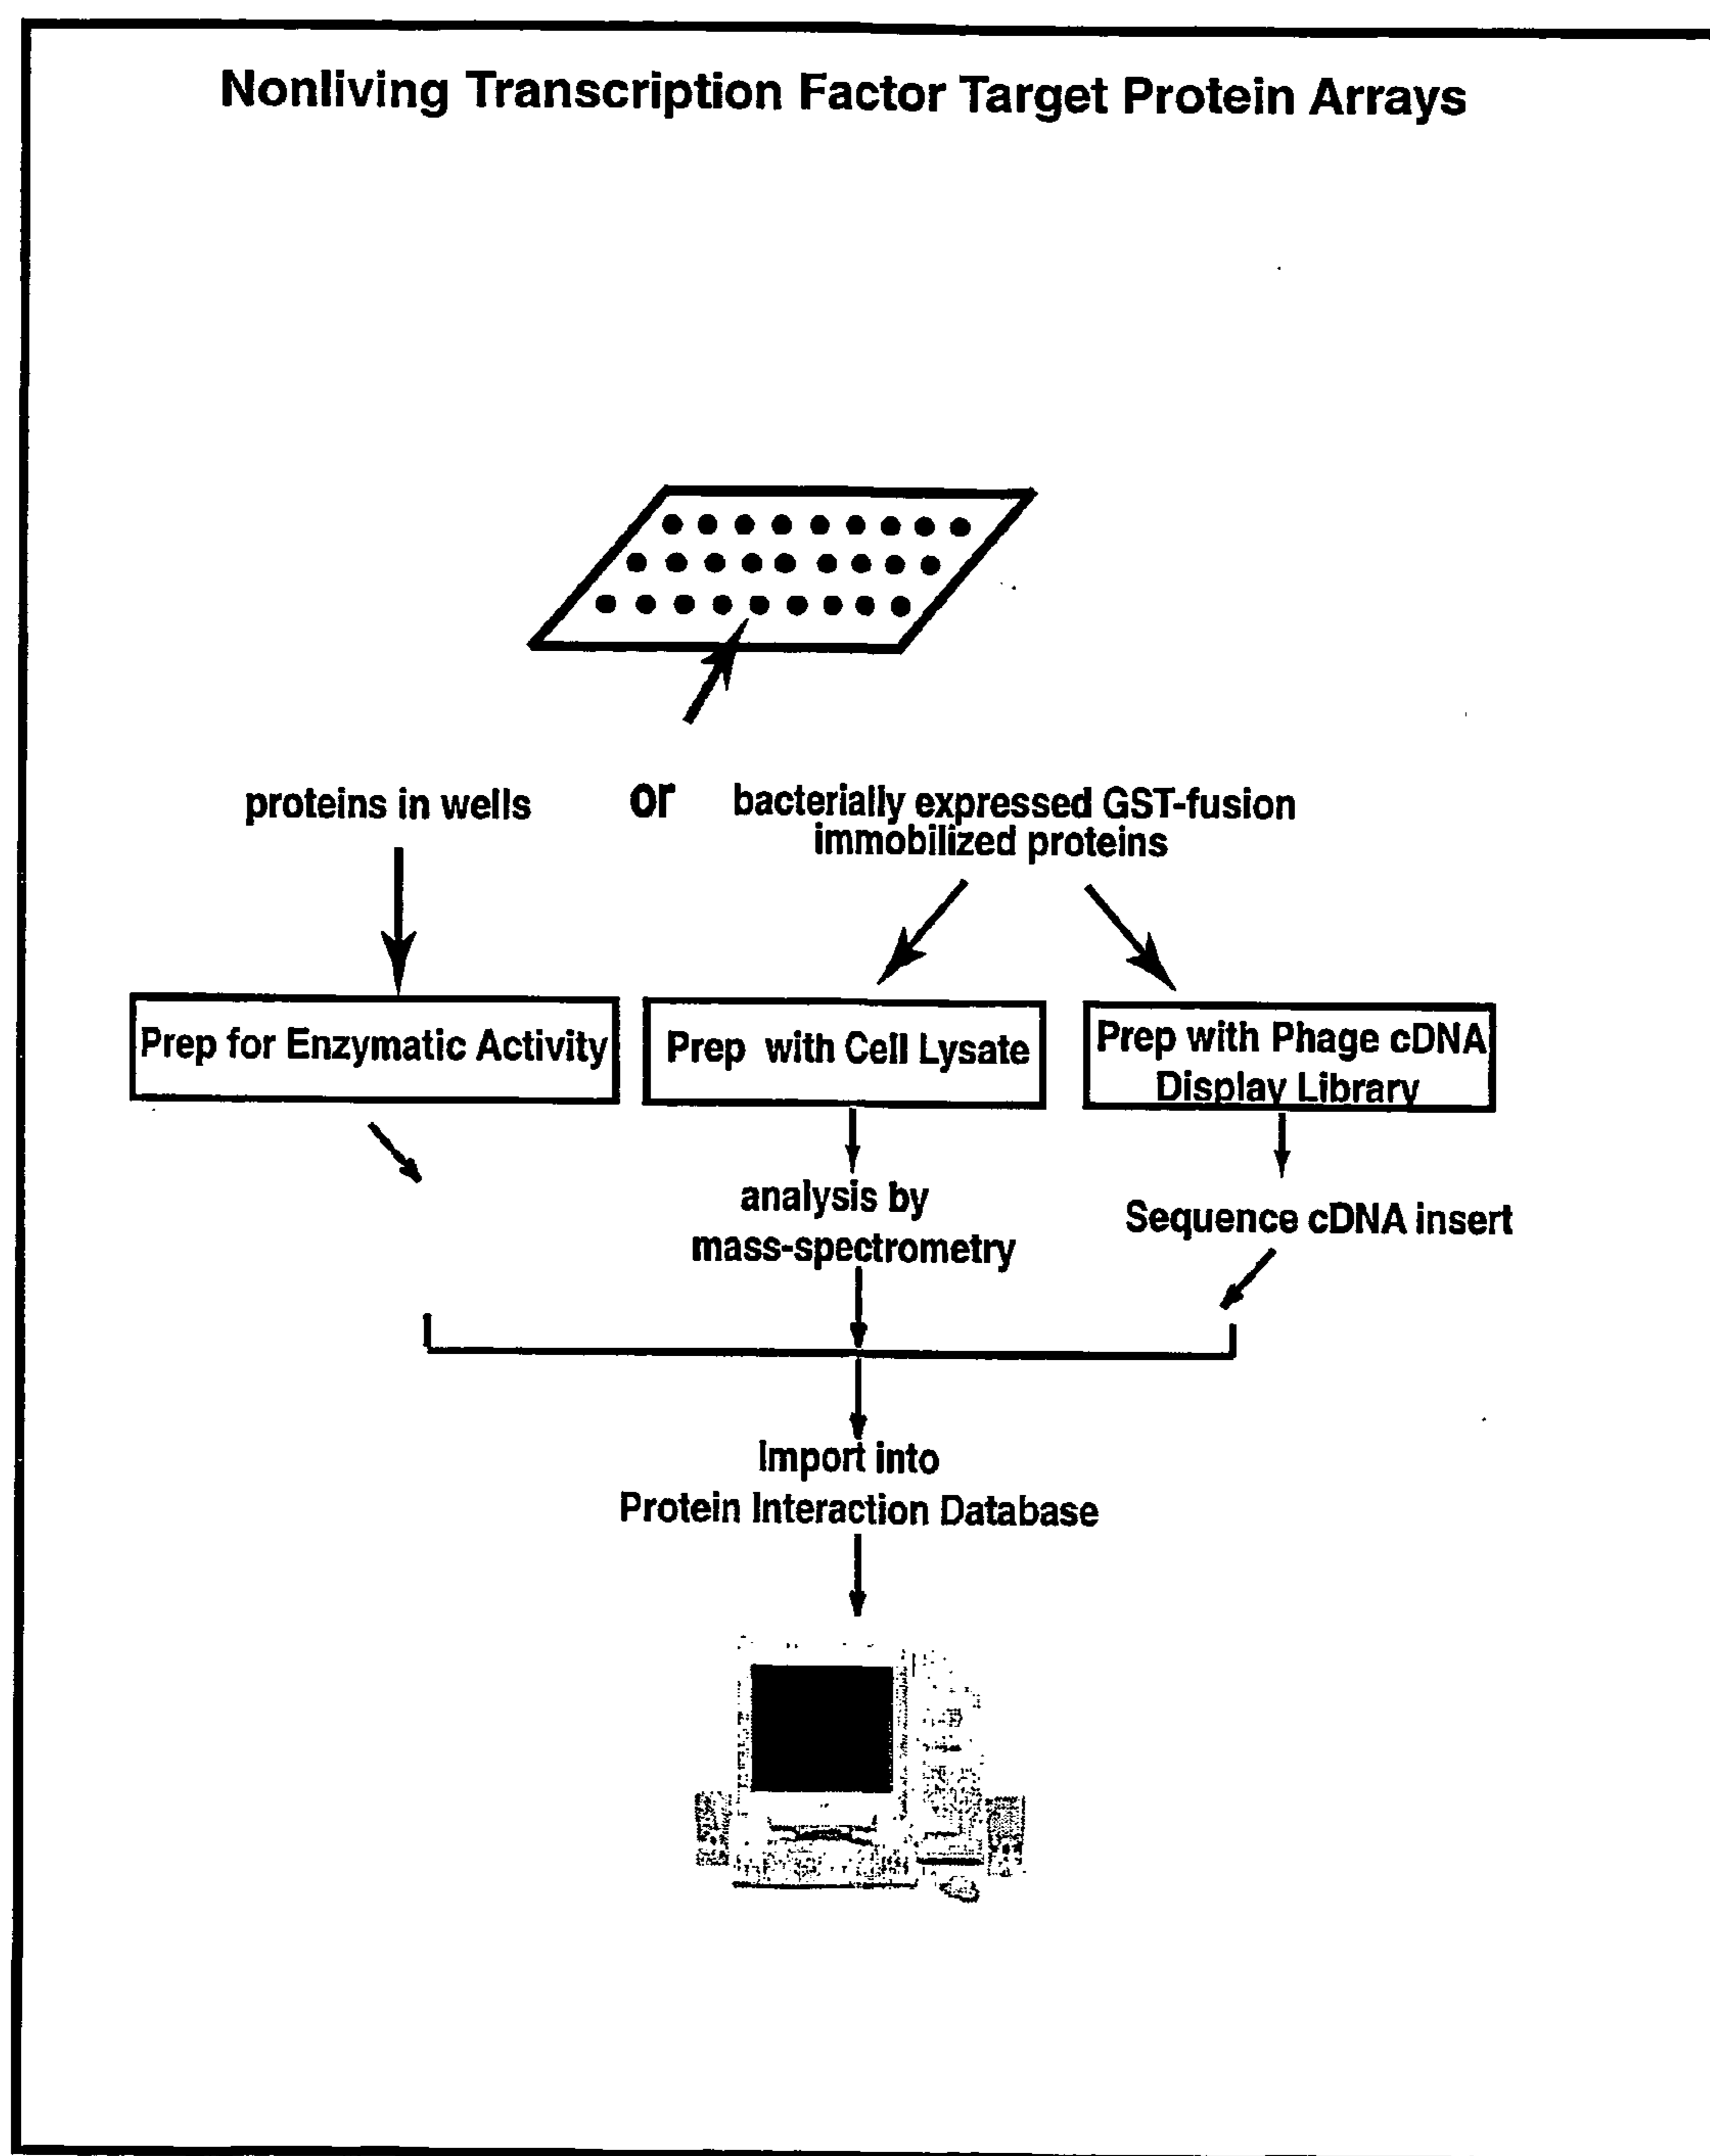 Nonliving Transcription Factor Target Protein Arrays
proteins in wells or bacterially expressed GST-fusion
immobilized proteins
Prep for Enzymatic Activity
Prep with Cell Lysate
Prep with Phage cDNA
Display Library
analysis by
mass-spectrometry
Sequence cDNA insert
Import into
Protein Interaction Database